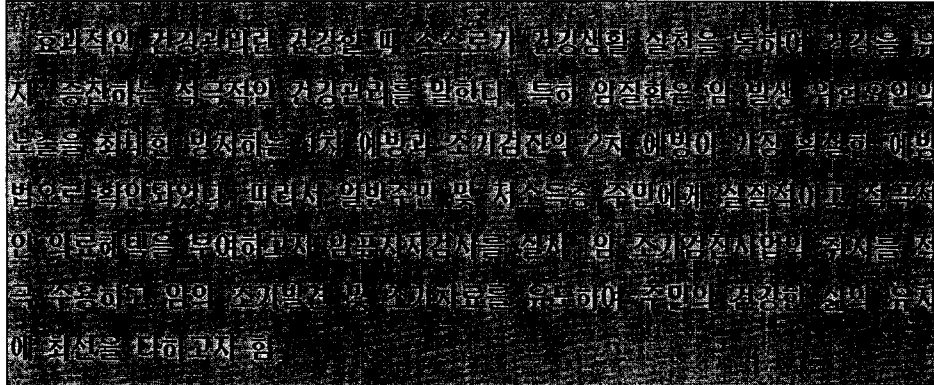 효과적인 건강관리란 건강할 때 스스로가 건강생활 실천을 통하여 건강을 유
지·증진하는 적극적인 건강관리를 말한다. 특히 암질환은 암 발생 위험요인의
노출을 최대한 방지하는 1차 예방과 조기검진의 2차 예방이 가장 확실한 예방
법으로 확인되었다. 따라서 일반주민 및 저소득층 주민에게 실질적이고 적극적
인 의료혜택을 부여하고자 암표지자검사를 실시, 암 조기검진사업의 취지를 적
극 수용하고 암의 조기발견 및 조기치료를 유도하여 주민의 건강한 삶의 유지
에 최선을 다하고자 함.